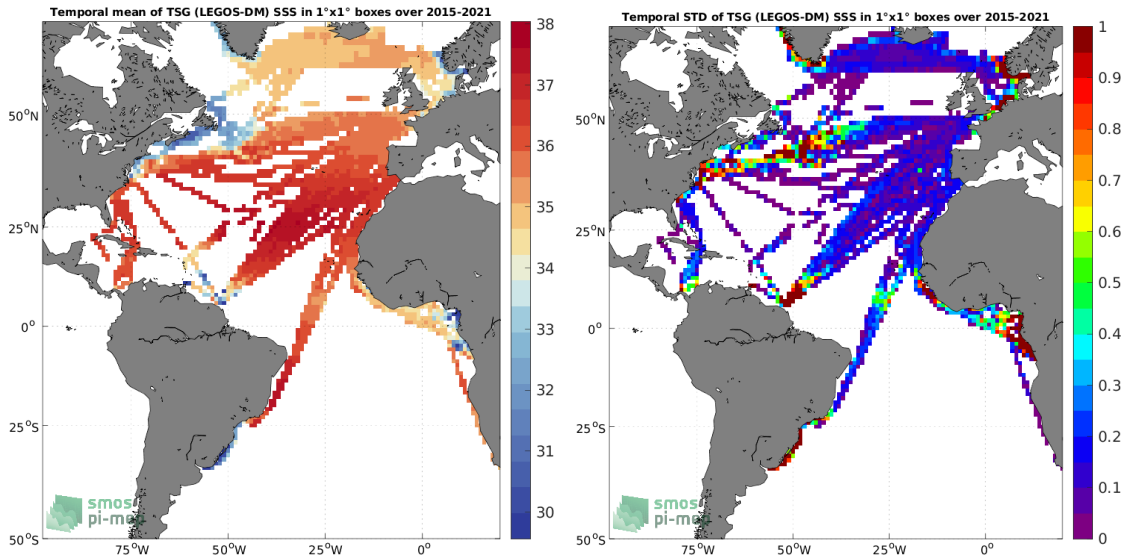 Temporal mean of TSG (LEGOS-DM) SSS in 1°x1° boxes over 2015-2021
38
37
36
35
34
33
32
31
30
50°N
25°N
0°
25°S
50°S
75°W
50°W
25°W
0°
smos
pi-mep
Temporal STD of TSG (LEGOS-DM) SSS in 1°x1° boxes over 2015-2021
1
0.9
0.8
0.7
0.6
0.5
0.4
0.3
0.2
0.1
0
50°N
25°N
0°
25°S
50°S
75°W
50°W
25°W
0°
smos
pi-mep